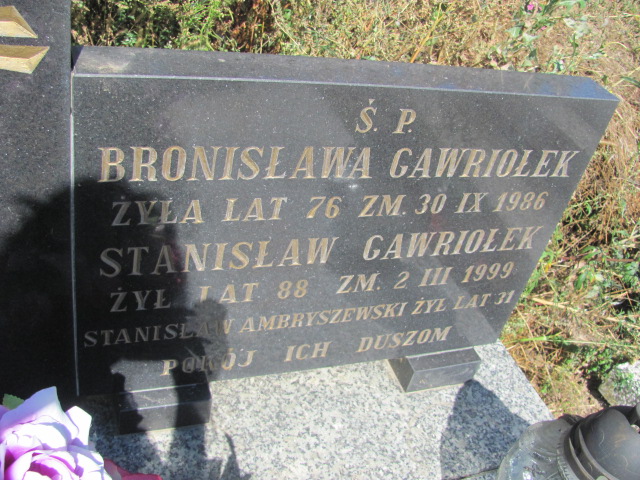 Ś. P.
BRONISŁAWA GAWRIOŁEK
ŻYŁA LAT 76 ZM. 30 IX 1986
STANISŁAW GAWRIOŁEK
ŻYŁ LAT 88 ZM. 2 III 1999
STANISŁAW AMBRYSZEWSKI ŻYŁ LAT 31
POKÓJ ICH DUSZOM